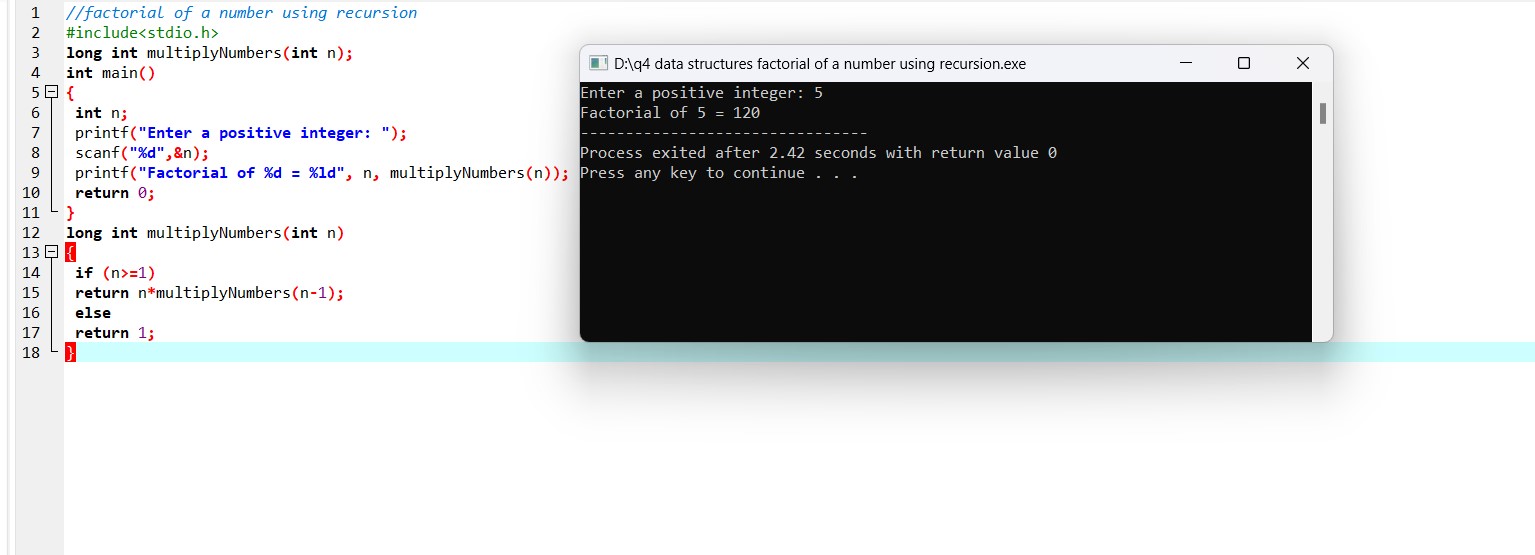 1 //factorial of a number using recursion
2 #include<stdio.h>
3 long int multiplyNumbers(int n);
4 int main()
5 {
6 int n;
7 printf("Enter a positive integer: ");
8 scanf("%d",&n);
9 printf("Factorial of %d = %ld", n, multiplyNumbers(n));
10 return 0;
11 }
12 long int multiplyNumbers(int n)
13 {
14 if (n>=1)
15 return n*multiplyNumbers(n-1);
16 else
17 return 1;
18 }
D:\q4 data structures factorial of a number using recursion.exe
Enter a positive integer: 5
Factorial of 5 = 120
--------------------------------
Process exited after 2.42 seconds with return value 0
Press any key to continue . . .